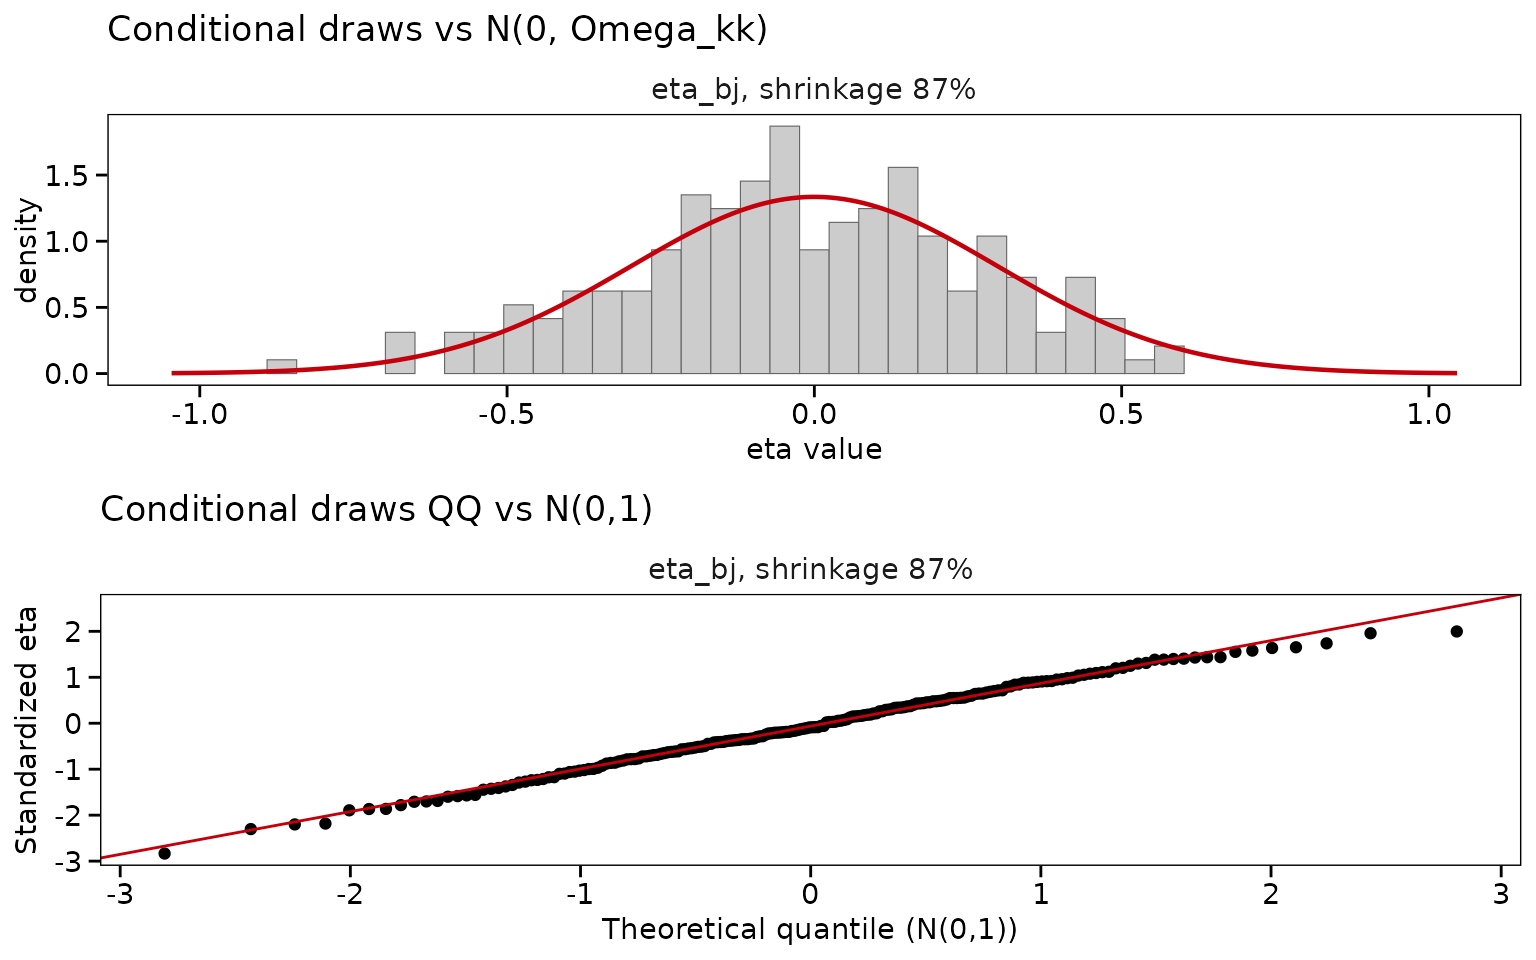 Conditional draws vs N(0, Omega_kk)
eta_bj, shrinkage 87%
density
1.5
1.0
0.5
0.0
-1.0 -0.5 0.0 0.5 1.0
eta value
Conditional draws QQ vs N(0,1)
eta_bj, shrinkage 87%
Standardized eta
2
1
0
-1
-2
-3
-3 -2 -1 0 1 2 3
Theoretical quantile (N(0,1))